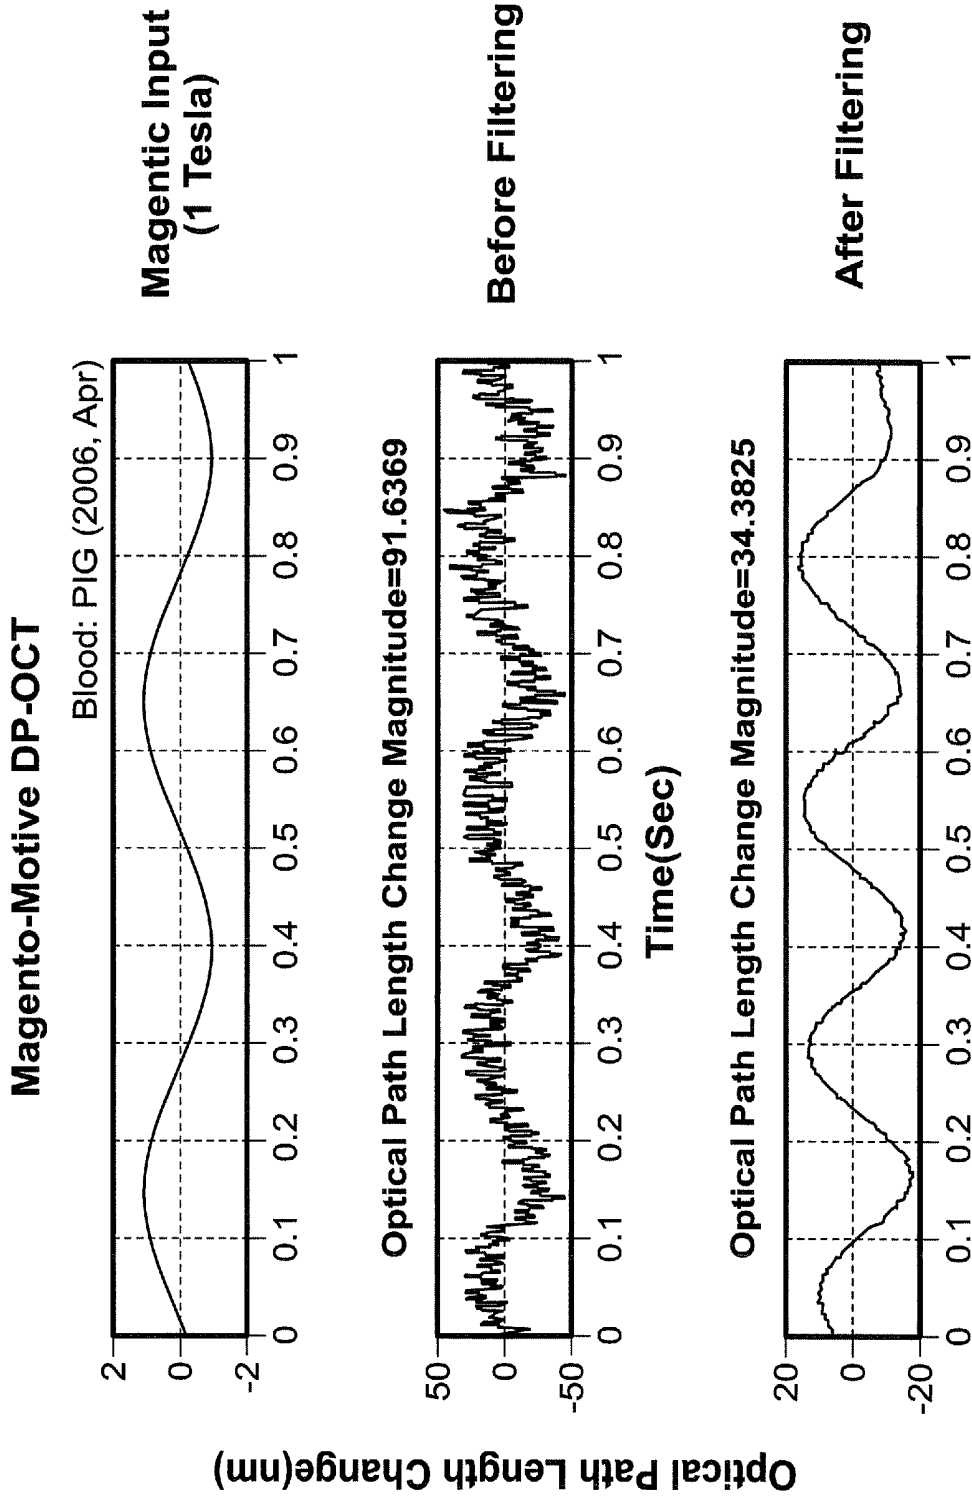 Magento-Motive DP-OCT
Blood: PIG (2006, Apr)
Magentic Input
(1 Tesla)
2
0
-2
0 0.1 0.2 0.3 0.4 0.5 0.6 0.7 0.8 0.9 1
Optical Path Length Change Magnitude=91.6369
Before Filtering
50
0
-50
0 0.1 0.2 0.3 0.4 0.5 0.6 0.7 0.8 0.9 1
Time(Sec)
Optical Path Length Change Magnitude=34.3825
After Filtering
20
0
-20
0 0.1 0.2 0.3 0.4 0.5 0.6 0.7 0.8 0.9 1
Optical Path Length Change(nm)